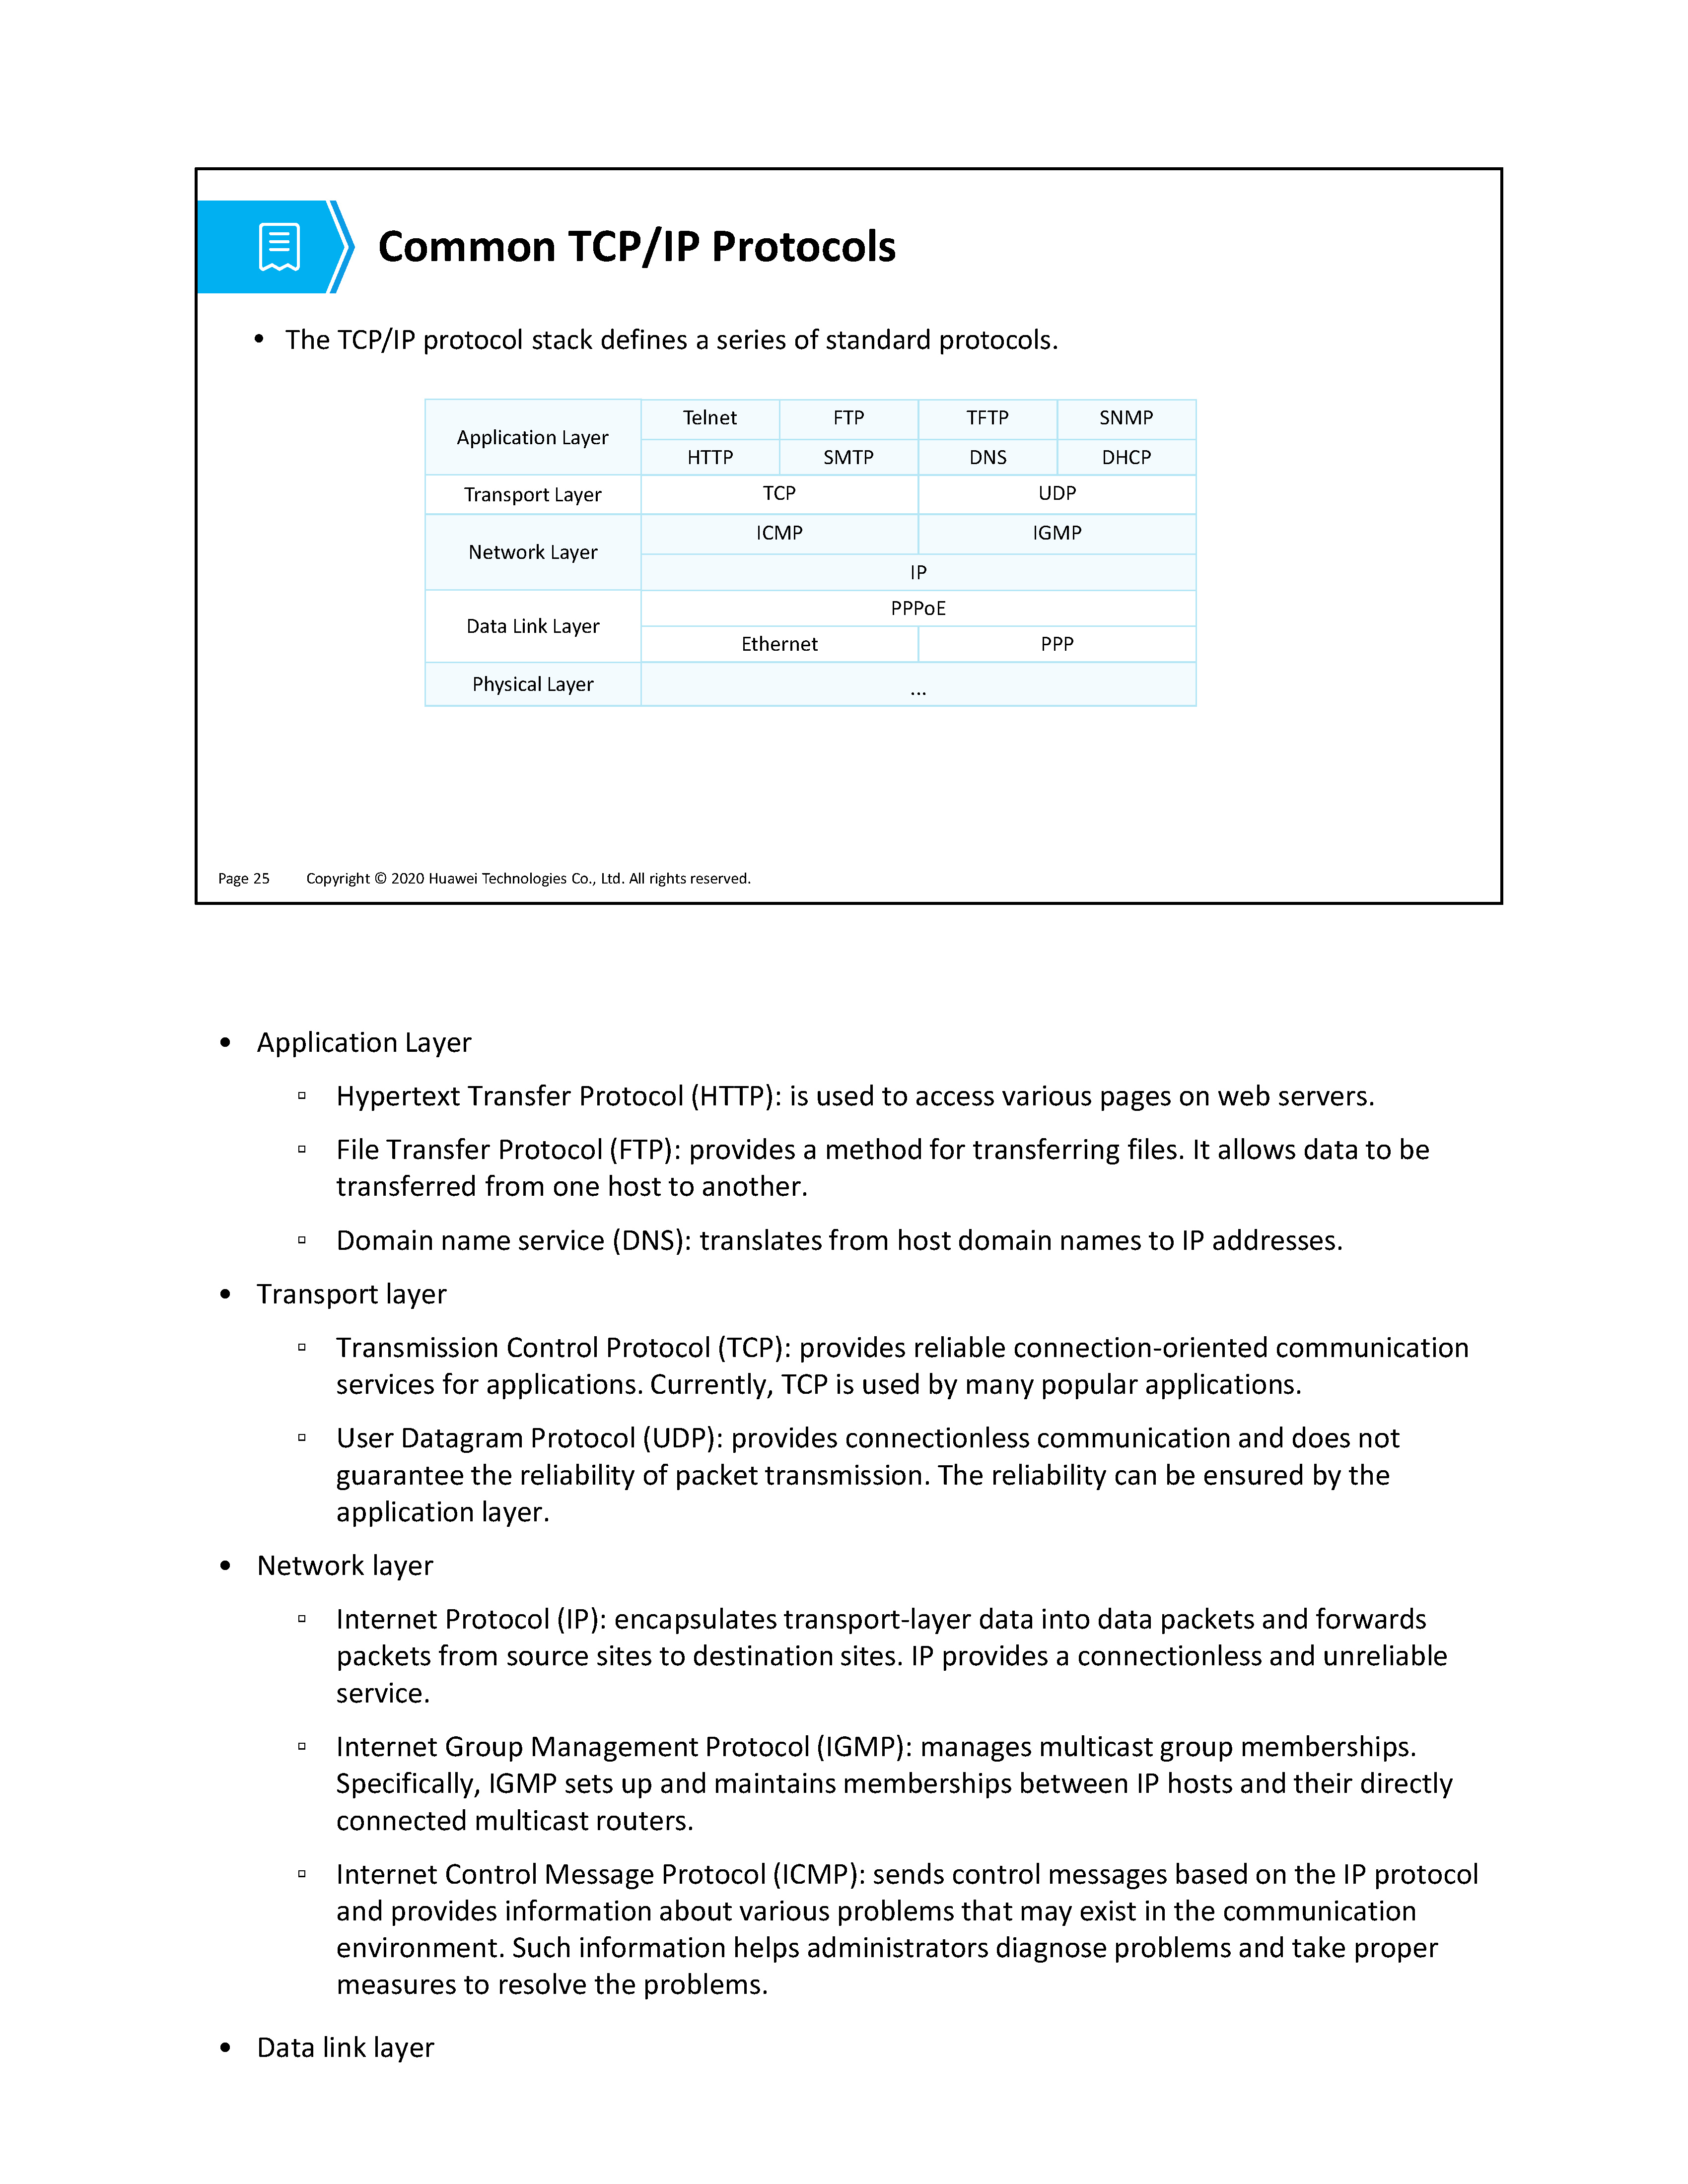 Common TCP/IP Protocols
• The TCP/IP protocol stack defines a series of standard protocols.
Application Layer
Telnet FTP TFTP SNMP
HTTP SMTP DNS DHCP
Transport Layer TCP UDP
Network Layer
ICMP IGMP
IP
Data Link Layer
PPPoE
Ethernet PPP
Physical Layer ...
Page 25 Copyright © 2020 Huawei Technologies Co., Ltd. All rights reserved.
• Application Layer
▫ Hypertext Transfer Protocol (HTTP): is used to access various pages on web servers.
▫ File Transfer Protocol (FTP): provides a method for transferring files. It allows data to be
transferred from one host to another.
▫ Domain name service (DNS): translates from host domain names to IP addresses.
• Transport layer
▫ Transmission Control Protocol (TCP): provides reliable connection-oriented communication
services for applications. Currently, TCP is used by many popular applications.
▫ User Datagram Protocol (UDP): provides connectionless communication and does not
guarantee the reliability of packet transmission. The reliability can be ensured by the
application layer.
• Network layer
▫ Internet Protocol (IP): encapsulates transport-layer data into data packets and forwards
packets from source sites to destination sites. IP provides a connectionless and unreliable
service.
▫ Internet Group Management Protocol (IGMP): manages multicast group memberships.
Specifically, IGMP sets up and maintains memberships between IP hosts and their directly
connected multicast routers.
▫ Internet Control Message Protocol (ICMP): sends control messages based on the IP protocol
and provides information about various problems that may exist in the communication
environment. Such information helps administrators diagnose problems and take proper
measures to resolve the problems.
• Data link layer